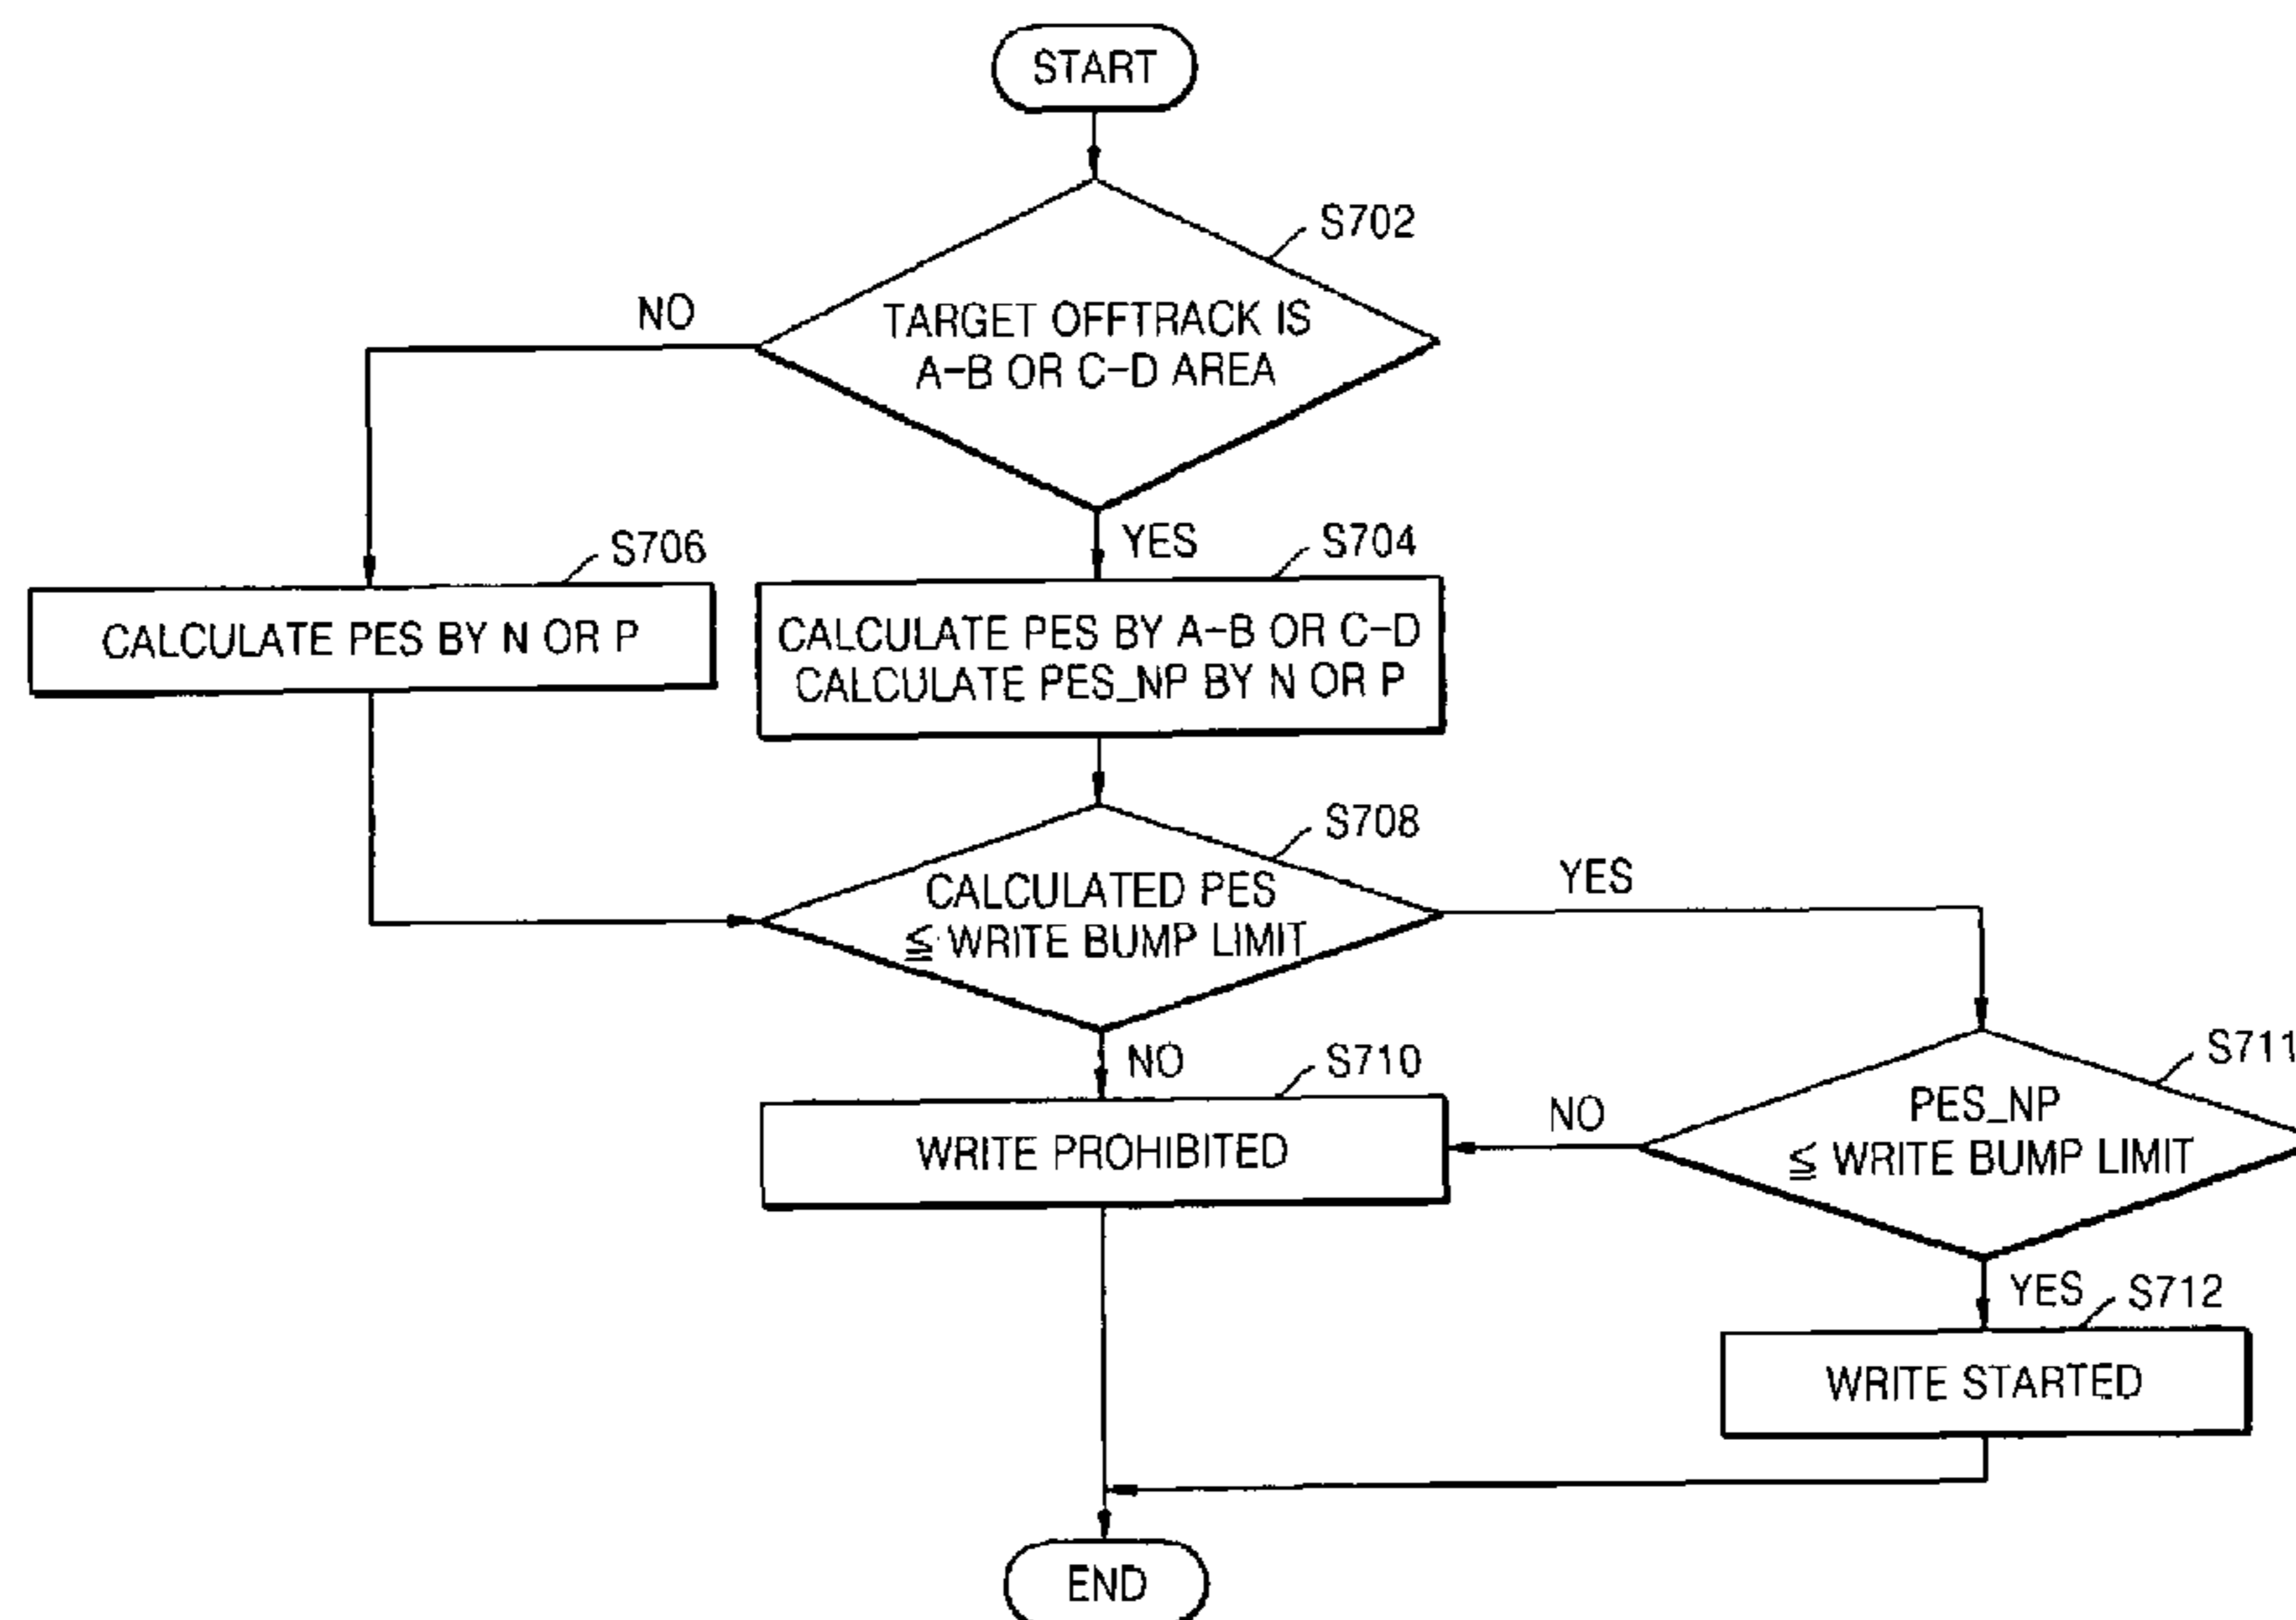 START
S702
NO
TARGET OFFTRACK IS
A-B OR C-D AREA
S706
YES
S704
CALCULATE PES BY N OR P
CALCULATE PES BY A-B OR C-D
CALCULATE PES_NP BY N OR P
S708
CALCULATED PES
≦ WRITE BUMP LIMIT
YES
NO
S710
S711
WRITE PROHIBITED
NO
PES_NP
≦ WRITE BUMP LIMIT
YES
S712
WRITE STARTED
END